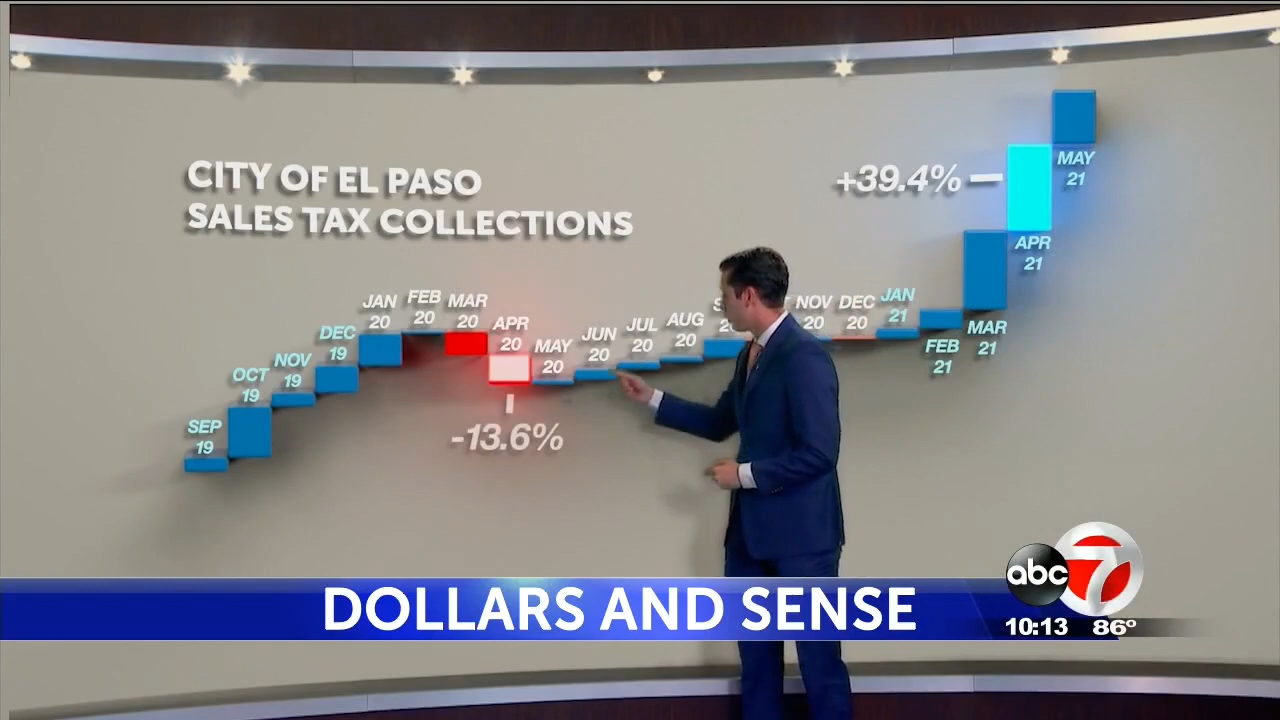 CITY OF EL PASO
SALES TAX COLLECTIONS
SEP
19
OCT
19
NOV
19
DEC
19
JAN
20
FEB
20
MAR
20
APR
20
-13.6%
MAY
20
JUN
20
JUL
20
AUG
20
NOV
20
DEC
20
JAN
21
FEB
21
MAR
21
+39.4%
APR
21
MAY
21
DOLLARS AND SENSE
abc 7
10:13 86°